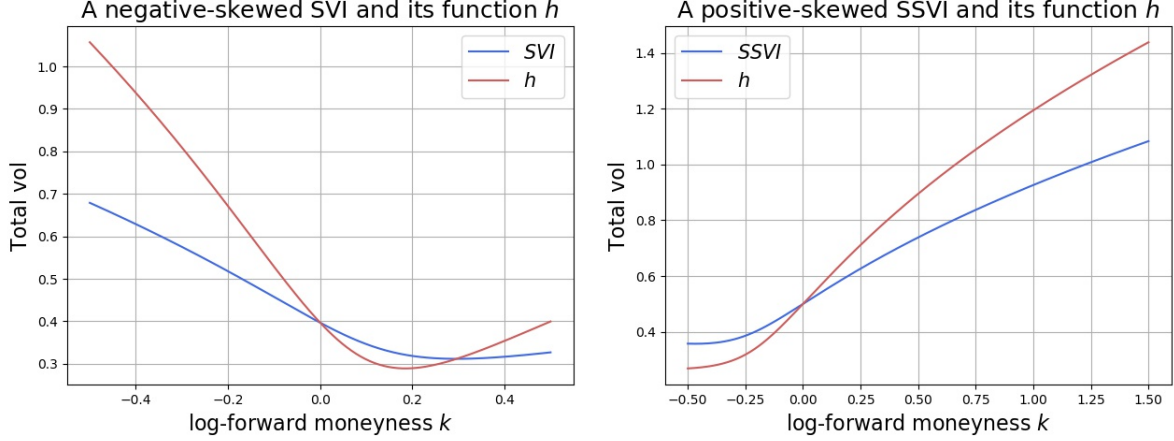 A negative-skewed SVI and its function h
SVI
h
1.0
0.9
0.8
0.7
0.6
0.5
0.4
0.3
Total vol
−0.4
−0.2
0.0
0.2
0.4
log-forward moneyness k
A positive-skewed SSVI and its function h
SSVI
h
1.4
1.2
1.0
0.8
0.6
0.4
Total vol
−0.50
−0.25
0.00
0.25
0.50
0.75
1.00
1.25
1.50
log-forward moneyness k